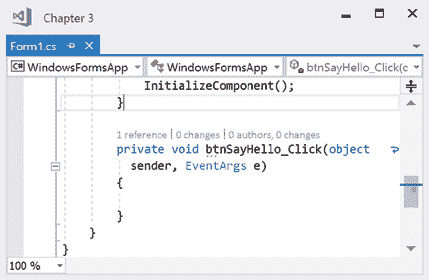 Chapter 3
Form1.cs
C# WindowsFormsApp WindowsFormsApp btnSayHello_Click(o
InitializeComponent();
}
1 reference | 0 changes | 0 authors, 0 changes
private void btnSayHello_Click(object
sender, EventArgs e)
{
}
}
}
100 %